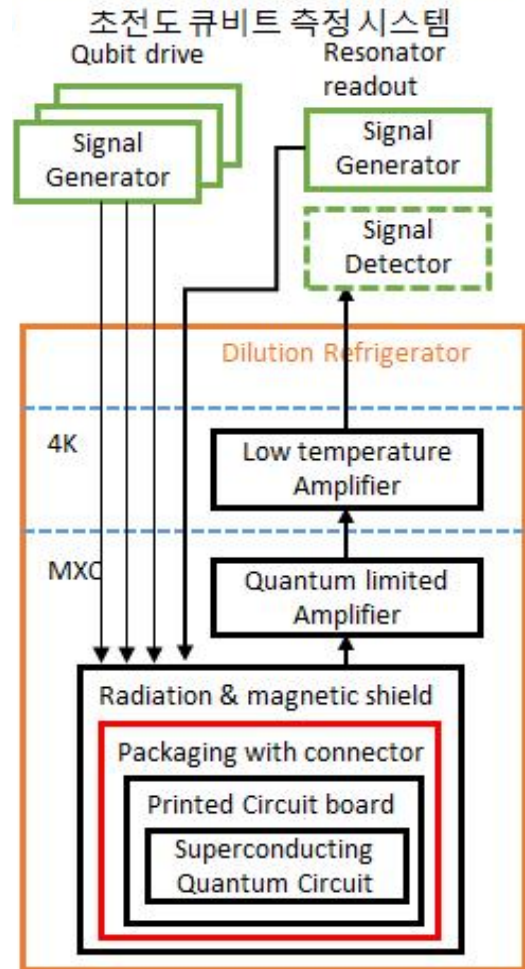 초전도 큐비트 측정 시스템
Qubit drive
Resonator
readout
Signal
Generator
Signal
Generator
Signal
Detector
Dilution Refrigerator
4K
Low temperature
Amplifier
MXC
Quantum limited
Amplifier
Radiation & magnetic shield
Packaging with connector
Printed Circuit board
Superconducting
Quantum Circuit